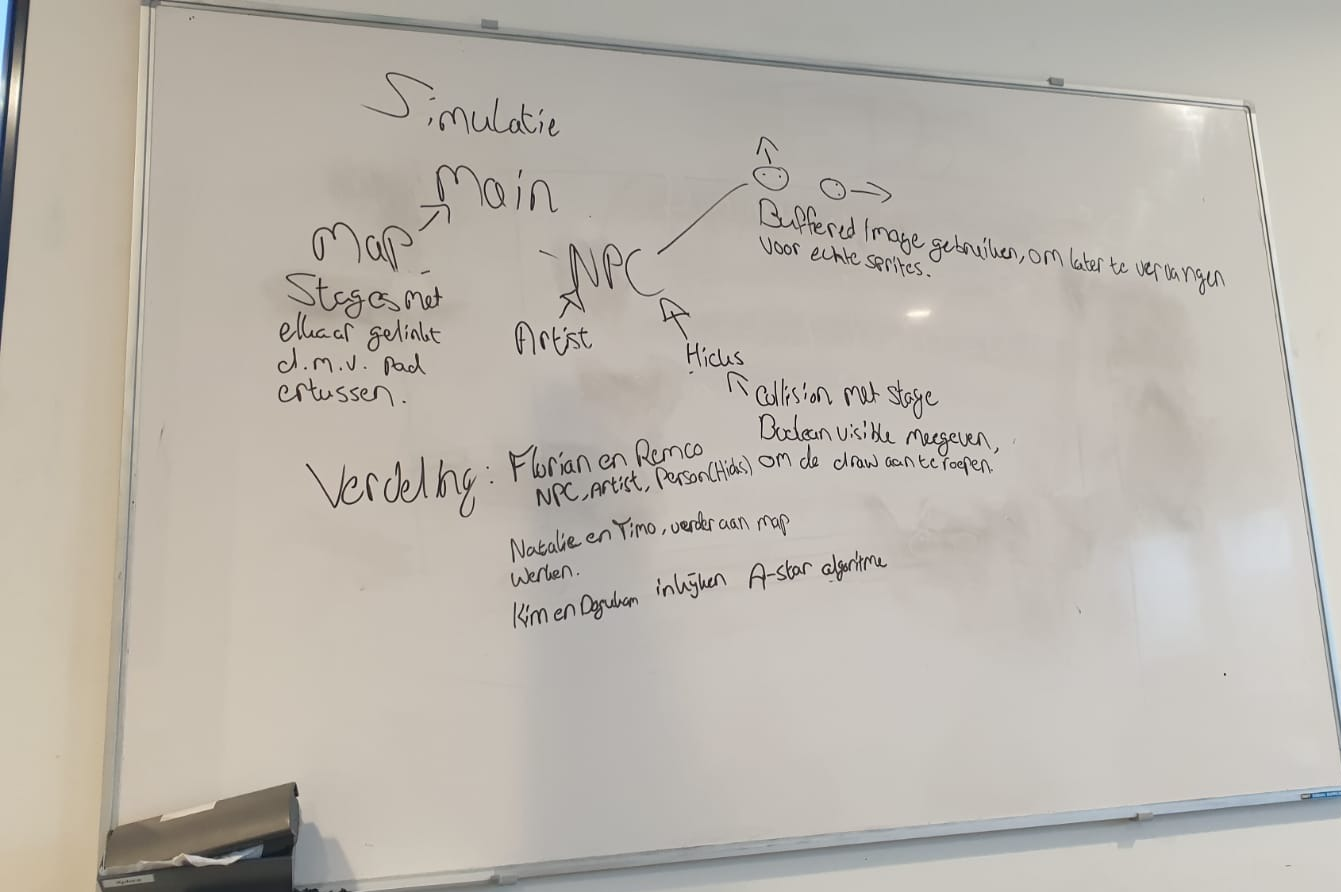 Simulatie
Main
Map
Stages met
elkaar gelinkt
d.m.v. pad
ertussen.
NPC
Artist
Hicks
Buffered Image gebruiken, om later te vervangen
voor echte sprites.
Collision met stage
Boolean visible meegeven,
om de draw aan te roepen.
Verdeling: Florian en Remco
NPC, Artist, Person(Hicks)
Natalie en Timo, verder aan map
werken.
Kim en inkijken A-star algoritme